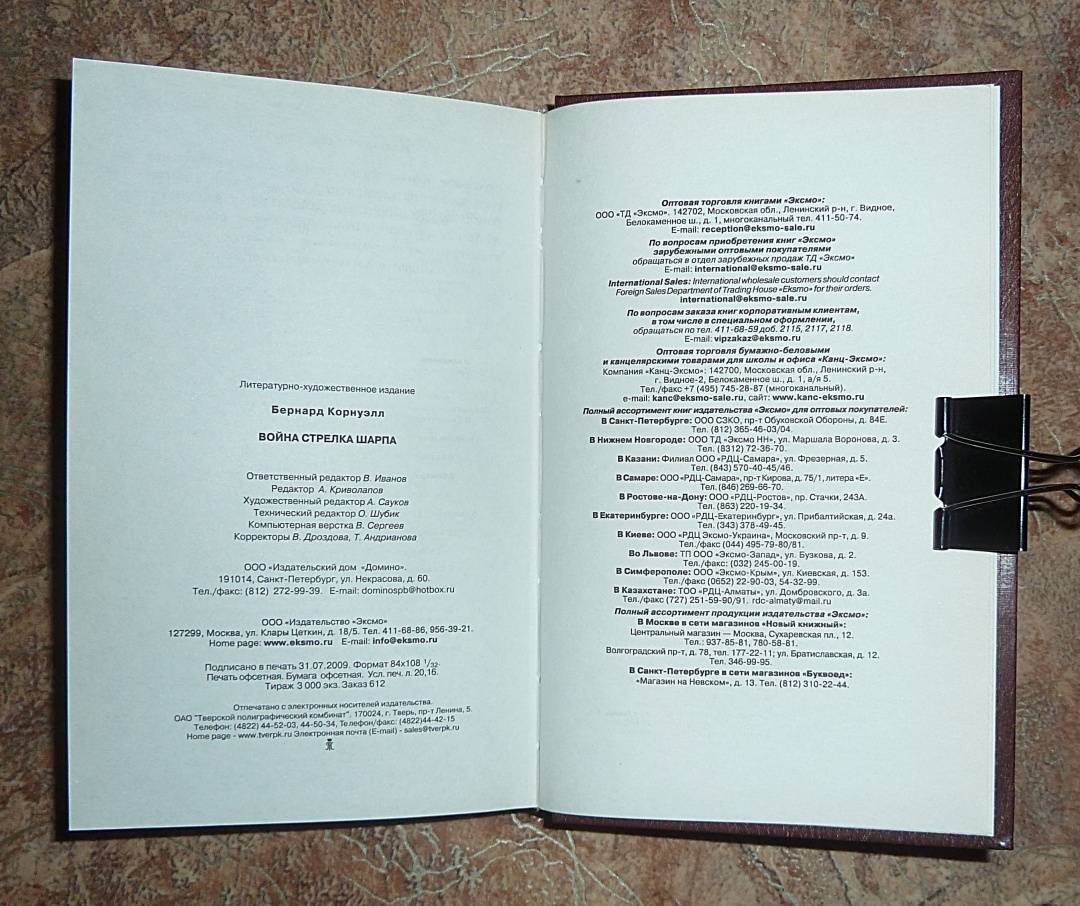 Литературно-художественное издание
Бернард Корнуэлл
ВОЙНА СТРЕЛКА ШАРПА
Ответственный редактор В. Иванов
Редактор А. Криволапов
Художественный редактор А. Сауков
Технический редактор О. Шубик
Компьютерная верстка В. Сергеев
Корректоры В. Дроздова, Т. Андрианова
ООО «Издательский дом «Домино».
191014, Санкт-Петербург, ул. Некрасова, д. 60.
Тел./факс: (812) 272-99-39. E-mail: dominospb@hotbox.ru
ООО «Издательство «Эксмо»
127299, Москва, ул. Клары Цеткин, д. 18/5. Тел. 411-68-86, 956-39-21.
Home page: www.eksmo.ru E-mail: info@eksmo.ru
Подписано в печать 31.07.2009. Формат 84x108 1/32.
Печать офсетная. Бумага офсетная. Усл. печ. л. 20,16.
Тираж 3 000 экз. Заказ 612
Отпечатано с электронных носителей издательства.
ОАО "Тверской полиграфический комбинат". 170024, г. Тверь, пр-т Ленина, 5.
Телефон: (4822) 44-52-03, 44-50-34, Телефон/факс: (4822)44-42-15
Home page - www.tverpk.ru Электронная почта (E-mail) - sales@tverpk.ru
Оптовая торговля книгами «Эксмо»:
ООО «ТД «Эксмо». 142702, Московская обл., Ленинский р-н, г. Видное,
Белокаменное ш., д. 1, многоканальный тел. 411-50-74.
E-mail: reception@eksmo-sale.ru
По вопросам приобретения книг «Эксмо»
зарубежными оптовыми покупателями
обращаться в отдел зарубежных продаж ТД «Эксмо»
E-mail: international@eksmo-sale.ru
International Sales: International wholesale customers should contact
Foreign Sales Department of Trading House «Eksmo» for their orders.
international@eksmo-sale.ru
По вопросам заказа книг корпоративным клиентам,
в том числе в специальном оформлении,
обращаться по тел. 411-68-59 доб. 2115, 2117, 2118.
E-mail: vipzakaz@eksmo.ru
Оптовая торговля бумажно-беловыми
и канцелярскими товарами для школы и офиса «Канц-Эксмо»:
Компания «Канц-Эксмо»: 142700, Московская обл., Ленинский р-н,
г. Видное-2, Белокаменное ш., д. 1, а/я 5.
Тел./факс +7 (495) 745-28-87 (многоканальный).
e-mail: kanc@eksmo-sale.ru, сайт: www.kanc-eksmo.ru
Полный ассортимент книг издательства «Эксмо» для оптовых покупателей:
В Санкт-Петербурге: ООО СЗКО, пр-т Обуховской Обороны, д. 84Е.
Тел. (812) 365-46-03/04.
В Нижнем Новгороде: ООО ТД «Эксмо НН», ул. Маршала Воронова, д. 3.
Тел. (8312) 72-36-70.
В Казани: Филиал ООО «РДЦ-Самара», ул. Фрезерная, д. 5.
Тел. (843) 570-40-45/46.
В Самаре: ООО «РДЦ-Самара», пр-т Кирова, д. 75/1, литера «Е».
Тел. (846) 269-66-70.
В Ростове-на-Дону: ООО «РДЦ-Ростов», пр. Стачки, 243А.
Тел. (863) 220-19-34.
В Екатеринбурге: ООО «РДЦ-Екатеринбург», ул. Прибалтийская, д. 24а.
Тел. (343) 378-49-45.
В Киеве: ООО «РДЦ Эксмо-Украина», Московский пр-т, д. 9.
Тел./факс (044) 495-79-80/81.
Во Львове: ТП ООО «Эксмо-Запад», ул. Бузкова, д. 2.
Тел./факс: (032) 245-00-19.
В Симферополе: ООО «Эксмо-Крым», ул. Киевская, д. 153.
Тел./факс (0652) 22-90-03, 54-32-99.
В Казахстане: ТОО «РДЦ-Алматы», ул. Домбровского, д. 3а.
Тел./факс (727) 251-59-90/91. rdc-almaty@mail.ru
Полный ассортимент продукции издательства «Эксмо»:
В Москве в сети магазинов «Новый книжный»:
Центральный магазин — Москва, Сухаревская пл., 12.
Тел.: 937-85-81, 780-58-81.
Волгоградский пр-т, д. 78, тел. 177-22-11; ул. Братиславская, д. 12.
Тел. 346-99-95.
В Санкт-Петербурге в сети магазинов «Буквоед»:
«Магазин на Невском», д. 13. Тел. (812) 310-22-44.